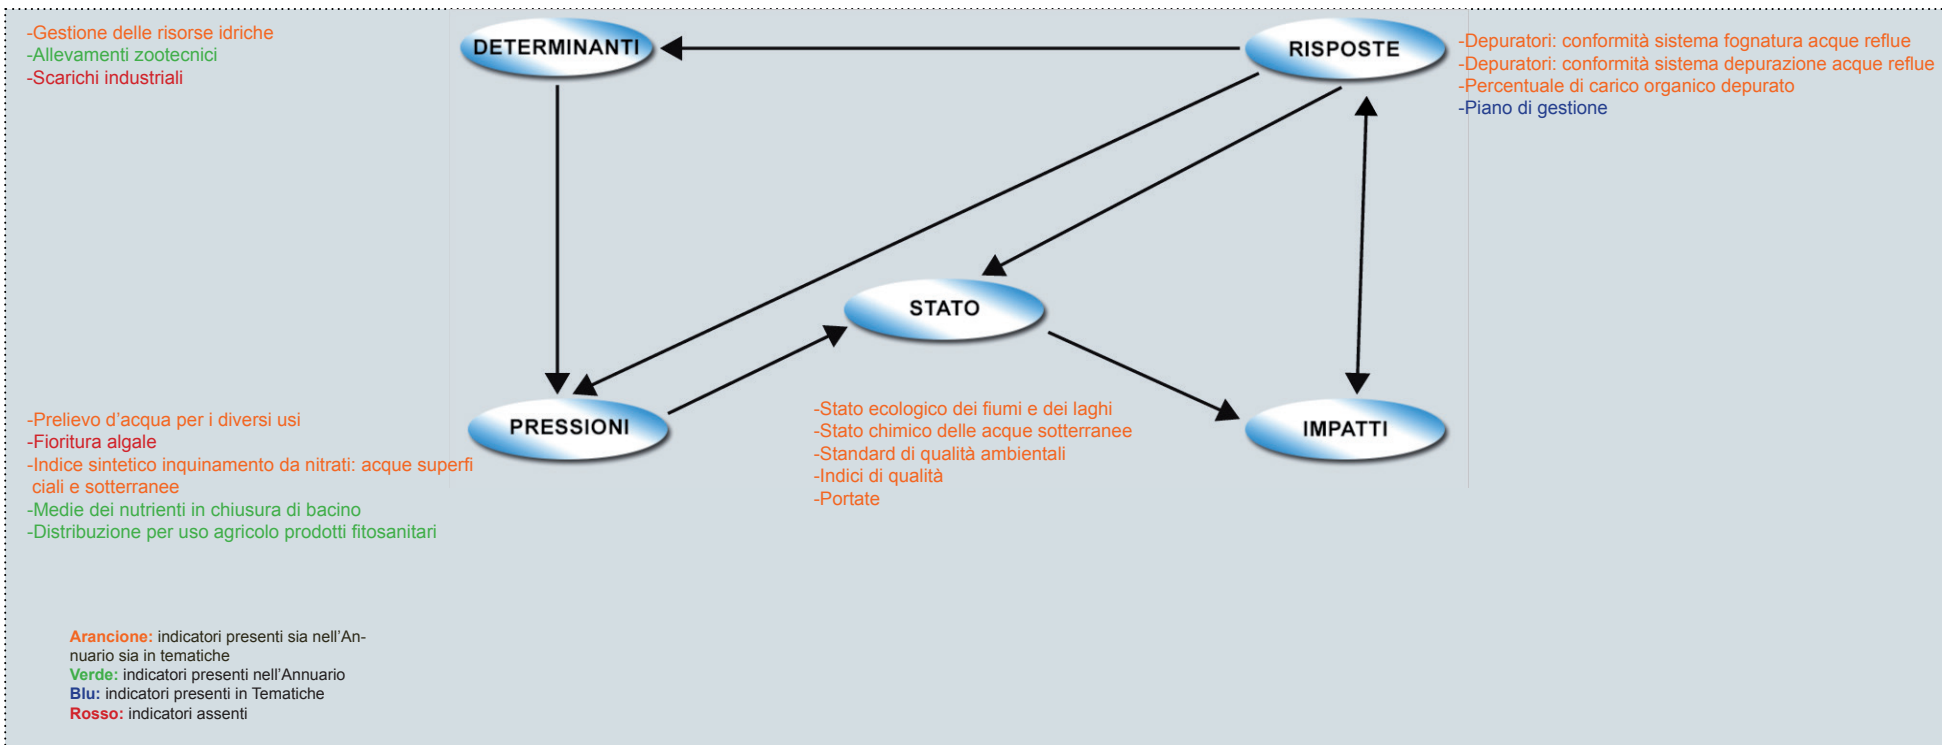 -Gestione delle risorse idriche
-Allevamenti zootecnici
-Scarichi industriali
DETERMINANTI
RISPOSTE
-Depuratori: conformità sistema fognatura acque reflue
-Depuratori: conformità sistema depurazione acque reflue
-Percentuale di carico organico depurato
-Piano di gestione
STATO
-Prelievo d'acqua per i diversi usi
-Fioritura algale
-Indice sintetico inquinamento da nitrati: acque superfi
ciali e sotterranee
-Medie dei nutrienti in chiusura di bacino
-Distribuzione per uso agricolo prodotti fitosanitari
PRESSIONI
-Stato ecologico dei fiumi e dei laghi
-Stato chimico delle acque sotterranee
-Standard di qualità ambientali
-Indici di qualità
-Portate
IMPATTI
Arancione: indicatori presenti sia nell'An-
nuario sia in tematiche
Verde: indicatori presenti nell'Annuario
Blu: indicatori presenti in Tematiche
Rosso: indicatori assenti